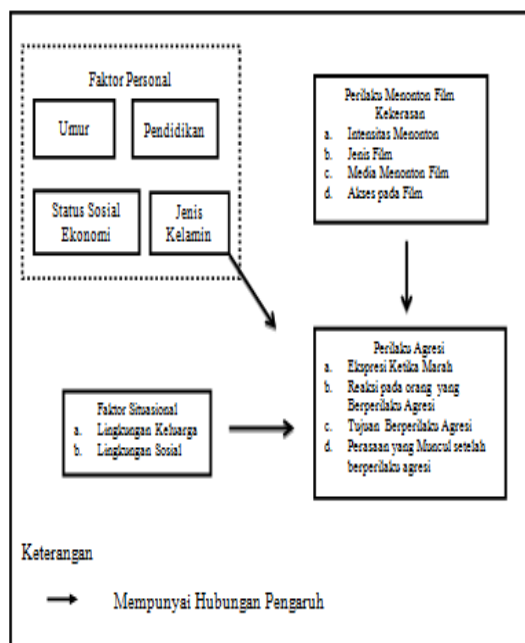 Faktor Personal
Umur
Pendidikan
Status Sosial
Ekonomi
Jenis
Kelamin
Perilaku Menonton Film
Kekerasan
a. Intensitas Menonton
b. Jenis Film
c. Media Menonton Film
d. Akses pada Film
Perilaku Agresi
a. Ekspresi Ketika Marah
b. Reaksi pada orang yang
Berperilaku Agresi
c. Tujuan Berperilaku Agresi
d. Perasaan yang Muncul setelah
berperilaku agresi
Faktor Situasional
a. Lingkungan Keluarga
b. Lingkungan Sosial
Keterangan
Mempunyai Hubungan Pengaruh